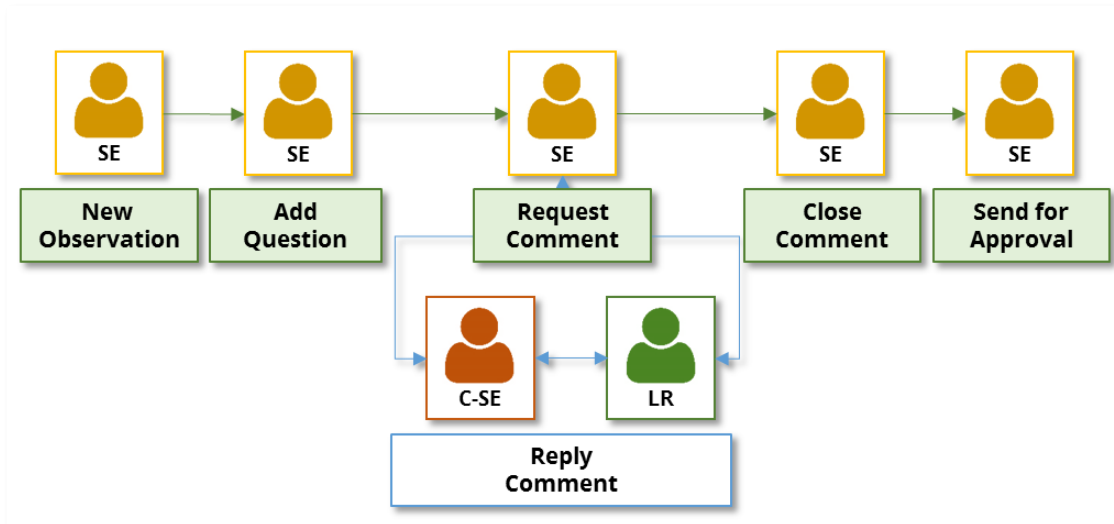 SE
SE
SE
SE
SE
New
Observation
Add
Question
Request
Comment
Close
Comment
Send for
Approval
C-SE
LR
Reply
Comment